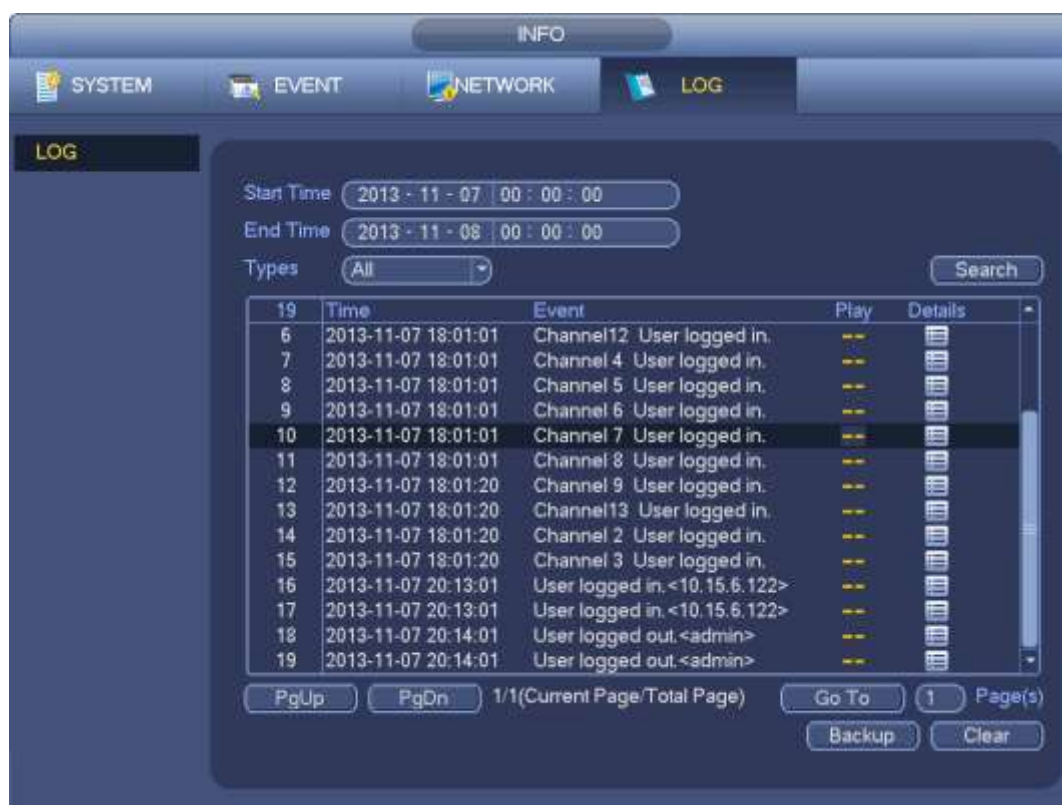 INFO
SYSTEM EVENT NETWORK LOG
LOG
Start Time 2013 - 11 - 07 00 : 00 : 00
End Time 2013 - 11 - 08 00 : 00 : 00
Types All Search
19 Time Event Play Details
6 2013-11-07 18:01:01 Channel12 User logged in. --
7 2013-11-07 18:01:01 Channel 4 User logged in. --
8 2013-11-07 18:01:01 Channel 5 User logged in. --
9 2013-11-07 18:01:01 Channel 6 User logged in. --
10 2013-11-07 18:01:01 Channel 7 User logged in. --
11 2013-11-07 18:01:01 Channel 8 User logged in. --
12 2013-11-07 18:01:20 Channel 9 User logged in. --
13 2013-11-07 18:01:20 Channel13 User logged in. --
14 2013-11-07 18:01:20 Channel 2 User logged in. --
15 2013-11-07 18:01:20 Channel 3 User logged in. --
16 2013-11-07 20:13:01 User logged in.<10.15.6.122> --
17 2013-11-07 20:13:01 User logged in.<10.15.6.122> --
18 2013-11-07 20:14:01 User logged out.<admin> --
19 2013-11-07 20:14:01 User logged out.<admin> --
PgUp PgDn 1/1(Current Page/Total Page) Go To 1 Page(s)
Backup Clear